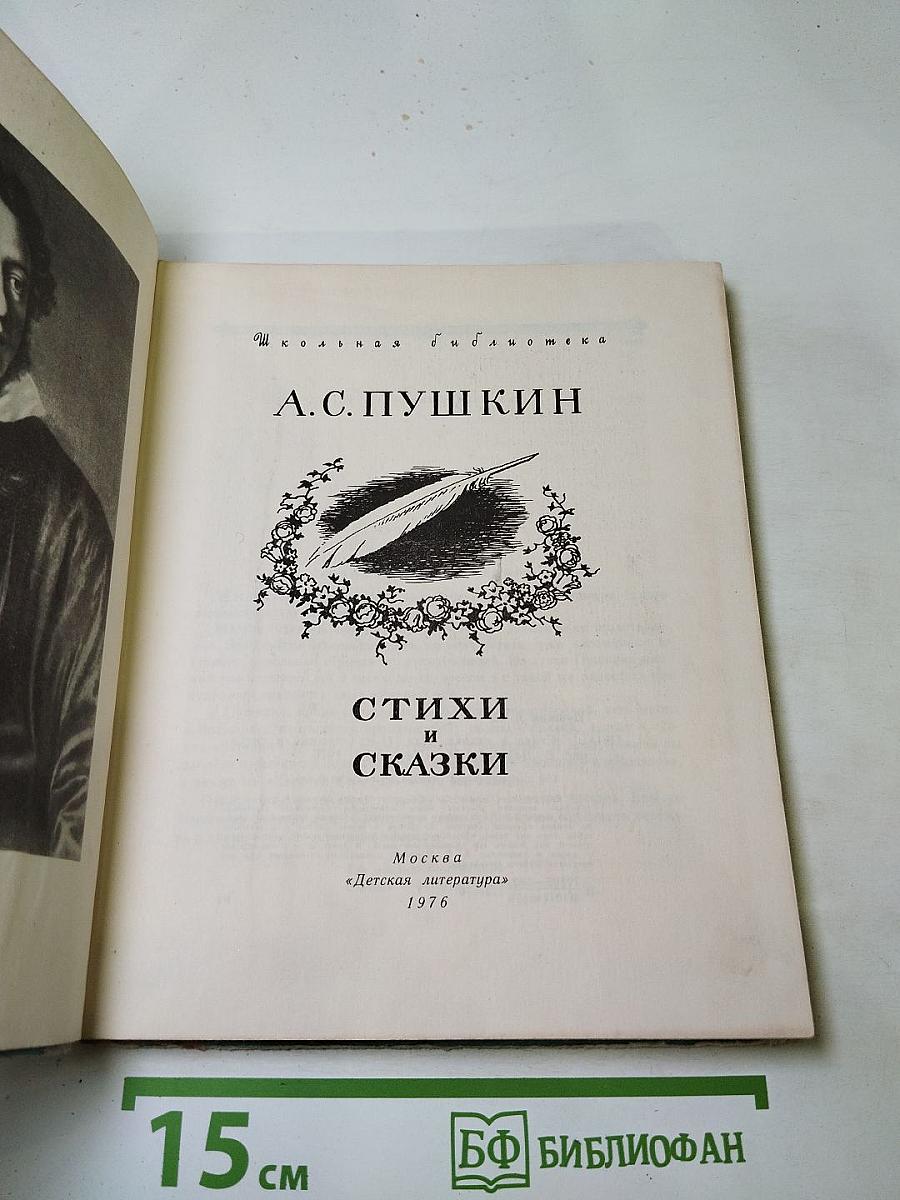 Школьная библиотека
А. С. ПУШКИН
СТИХИ
и
СКАЗКИ
Москва
«Детская литература»
1976
15 см
БФ БИБЛИОФАН